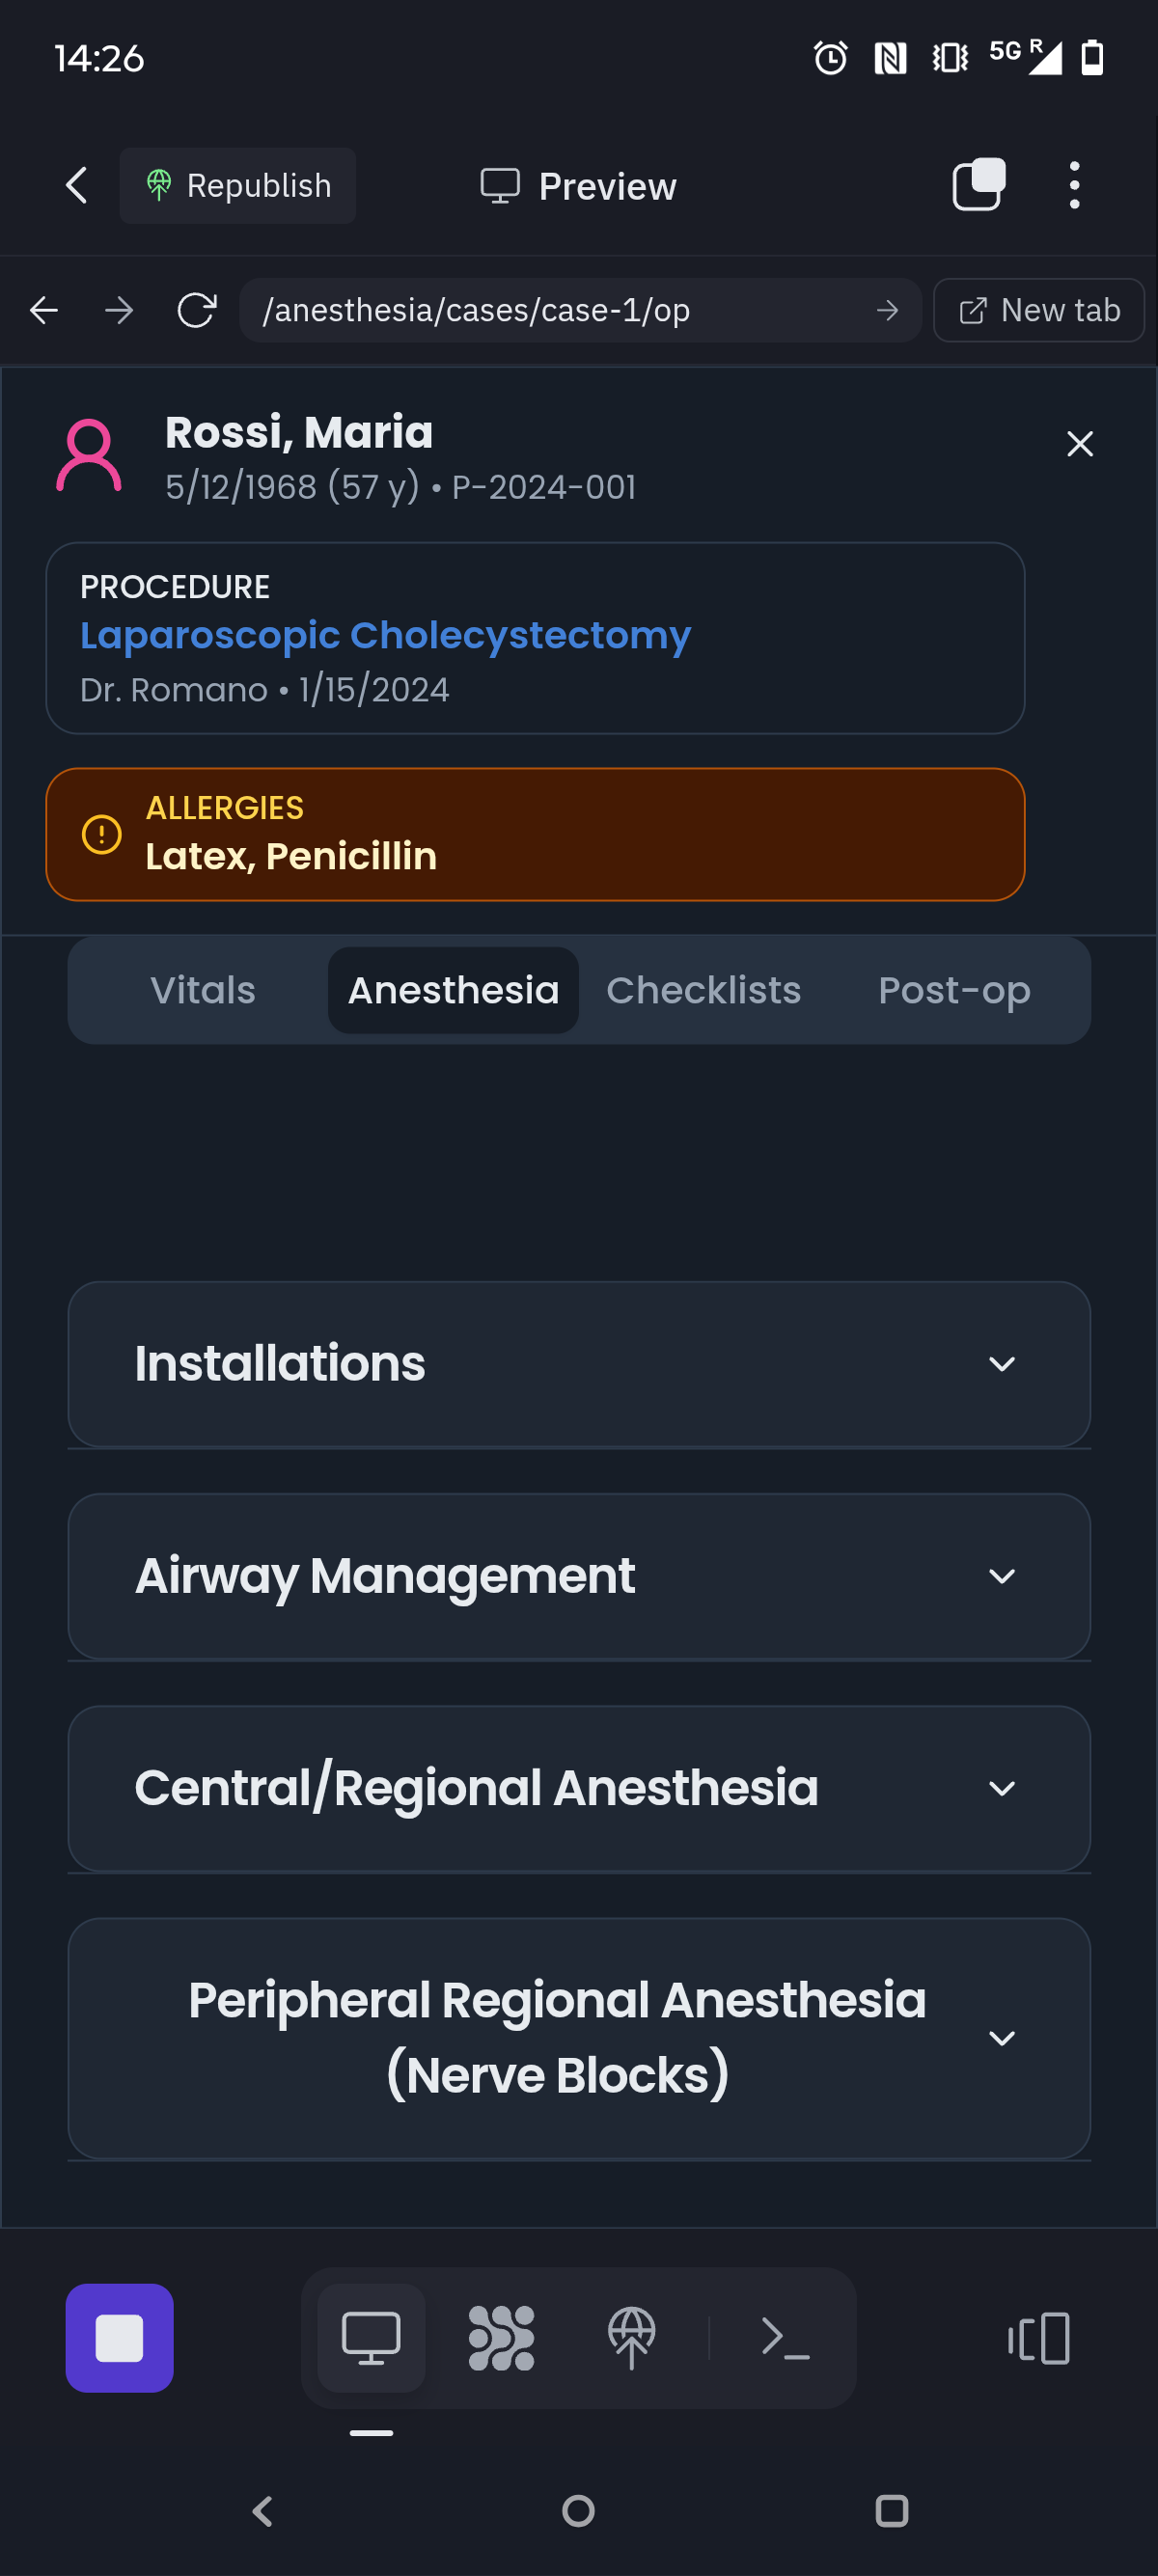 14:26
5G R
Republish
Preview
/anesthesia/cases/case-1/op
New tab
Rossi, Maria
5/12/1968 (57 y) • P-2024-001
PROCEDURE
Laparoscopic Cholecystectomy
Dr. Romano • 1/15/2024
ALLERGIES
Latex, Penicillin
Vitals
Anesthesia
Checklists
Post-op
Installations
Airway Management
Central/Regional Anesthesia
Peripheral Regional Anesthesia
(Nerve Blocks)